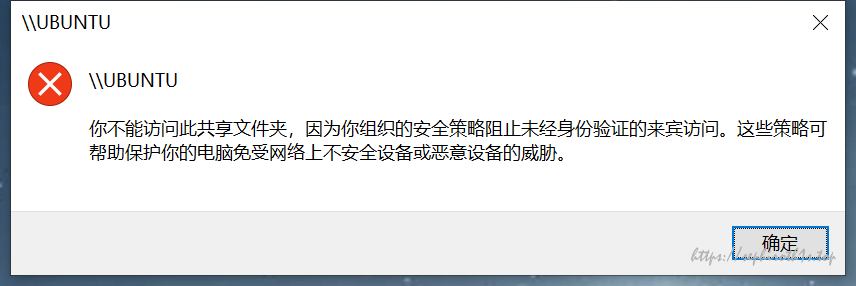 \\UBUNTU
\\UBUNTU
你不能访问此共享文件夹，因为你组织的安全策略阻止未经身份验证的来宾访问。这些策略可
帮助保护你的电脑免受网络上不安全设备或恶意设备的威胁。
确定